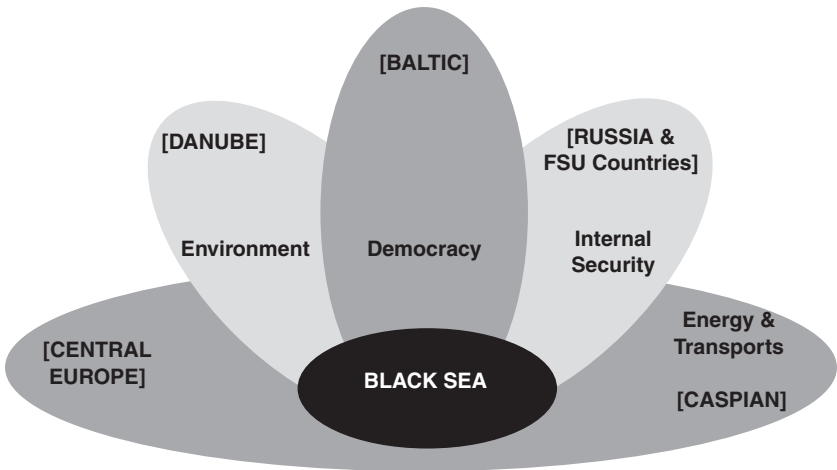 [BALTIC]
[DANUBE]
[RUSSIA &
FSU Countries]
Environment
Democracy
Internal
Security
[CENTRAL
EUROPE]
BLACK SEA
Energy &
Transports
[CASPIAN]